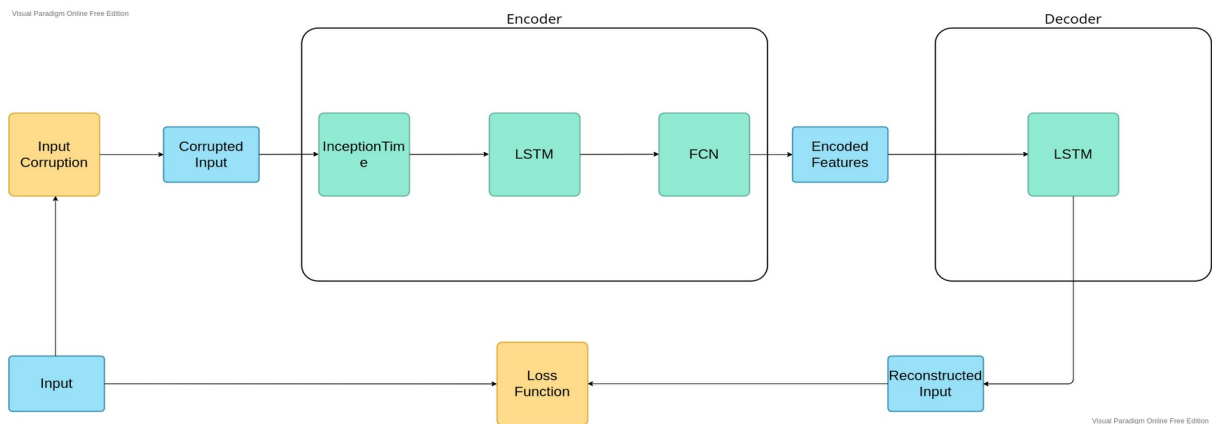 Visual Paradigm Online Free Edition
Encoder
Decoder
Input
Corruption
Corrupted
Input
InceptionTim
e
LSTM
FCN
Encoded
Features
LSTM
Input
Loss
Function
Reconstructed
Input
Visual Paradigm Online Free Edition